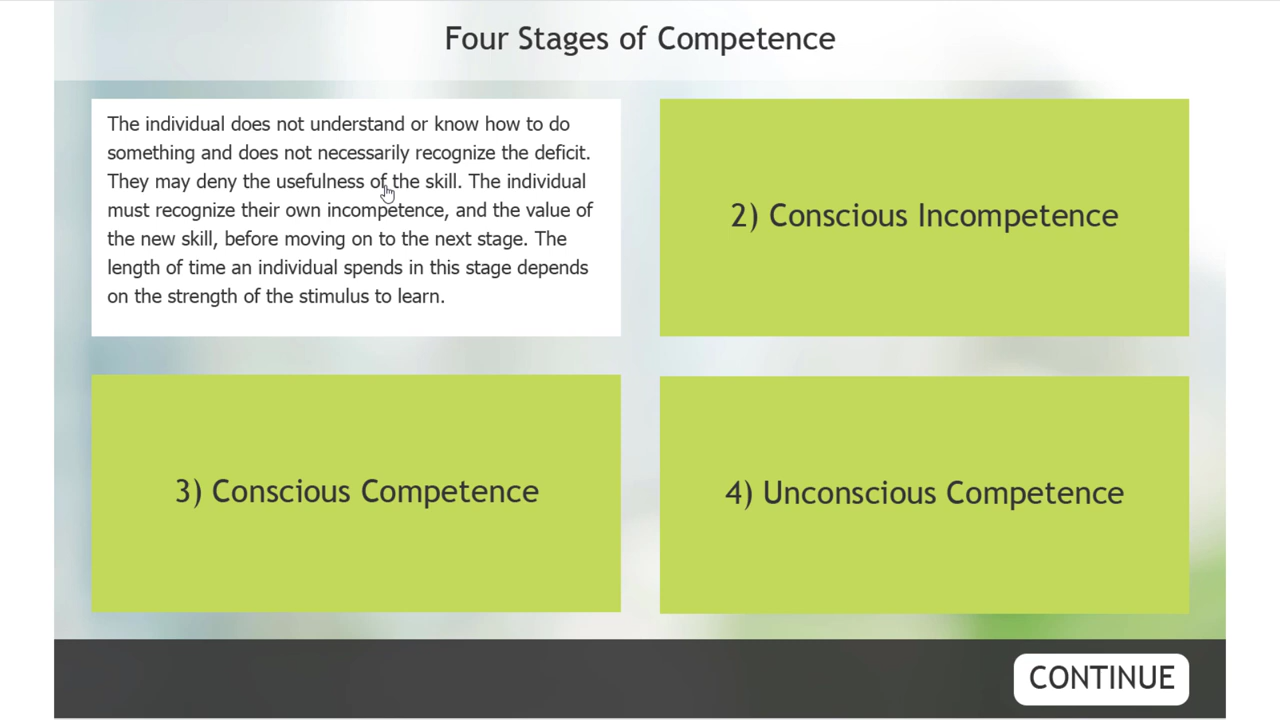 Four Stages of Competence
The individual does not understand or know how to do
something and does not necessarily recognize the deficit.
They may deny the usefulness of the skill. The individual
must recognize their own incompetence, and the value of
the new skill, before moving on to the next stage. The
length of time an individual spends in this stage depends
on the strength of the stimulus to learn.
2) Conscious Incompetence
3) Conscious Competence
4) Unconscious Competence
CONTINUE